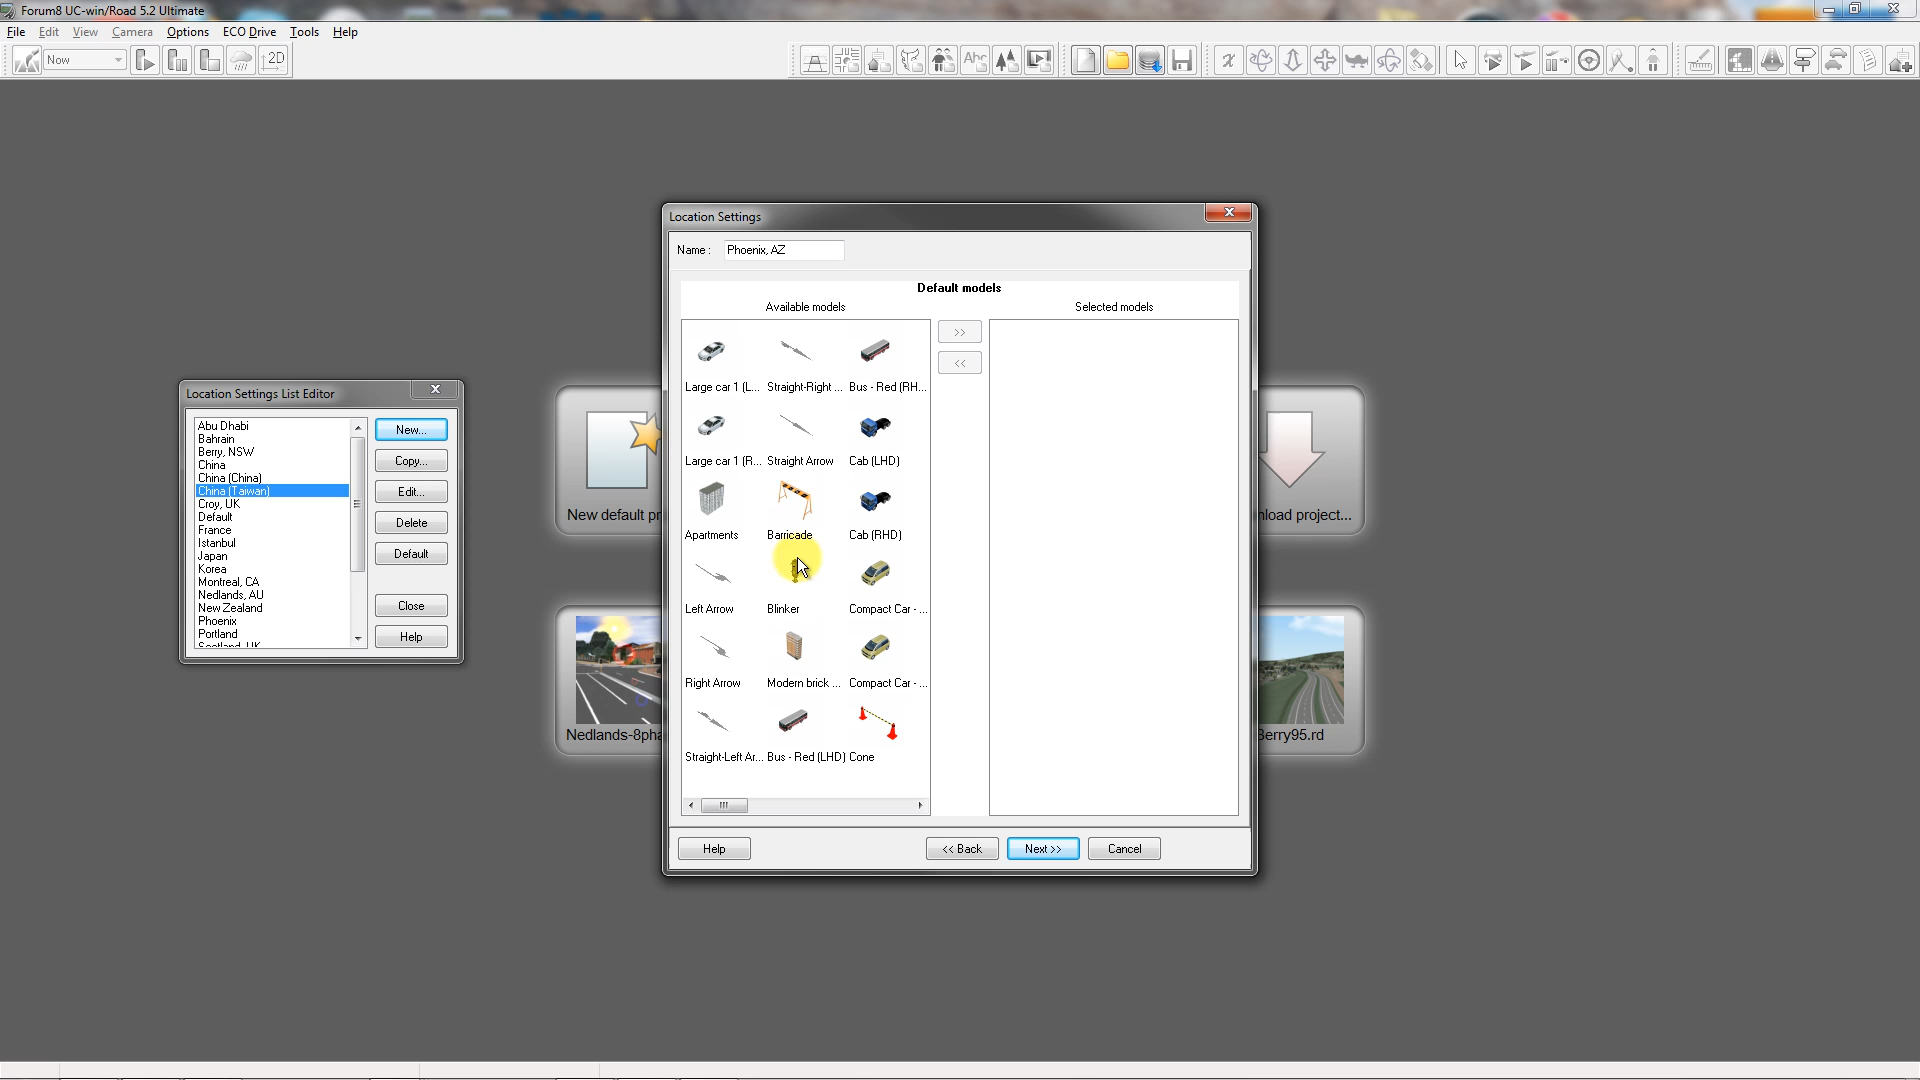 Forum8 UC-win/Road 5.2 Ultimate
File Edit View Camera Options ECO Drive Tools Help
Now
2D
Abc
Location Settings
Name : Phoenix, AZ
Default models
Available models
Selected models
>>
<<
Large car 1 (L... Straight-Right ... Bus - Red (RH...
Large car 1 (R... Straight Arrow Cab (LHD)
Apartments Barricade Cab (RHD)
Left Arrow Blinker Compact Car - ...
Right Arrow Modern brick ... Compact Car - ...
Straight-Left Ar... Bus - Red (LHD) Cone
Help << Back Next >> Cancel
Location Settings List Editor
Abu Dhabi
Bahrain
Berry, NSW
China
China (China)
China (Taiwan)
Croy, UK
Default
France
Istanbul
Japan
Korea
Montreal, CA
Nedlands, AU
New Zealand
Phoenix
Portland
Scotland, UK
New...
Copy...
Edit...
Delete
Default
Close
Help
New default pr
nload project...
Nedlands-8pha
Berry95.rd